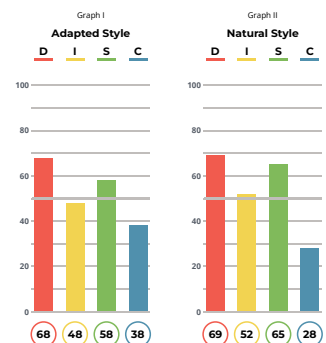 Graph I
Adapted Style
D I S C
100
80
60
40
20
0
68 48 58 38
Graph II
Natural Style
D I S C
100
80
60
40
20
0
69 52 65 28